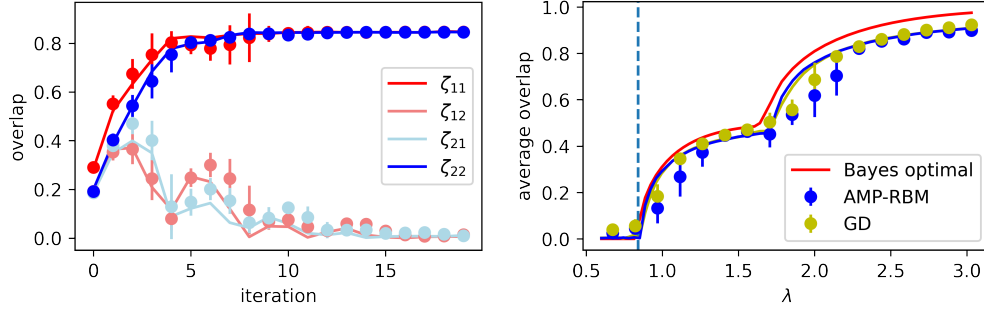 overlap
0.8
0.6
0.4
0.2
0.0
0 5 10 15
iteration
ζ11
ζ12
ζ21
ζ22
average overlap
1.0
0.8
0.6
0.4
0.2
0.0
0.5 1.0 1.5 2.0 2.5 3.0
λ
Bayes optimal
AMP-RBM
GD